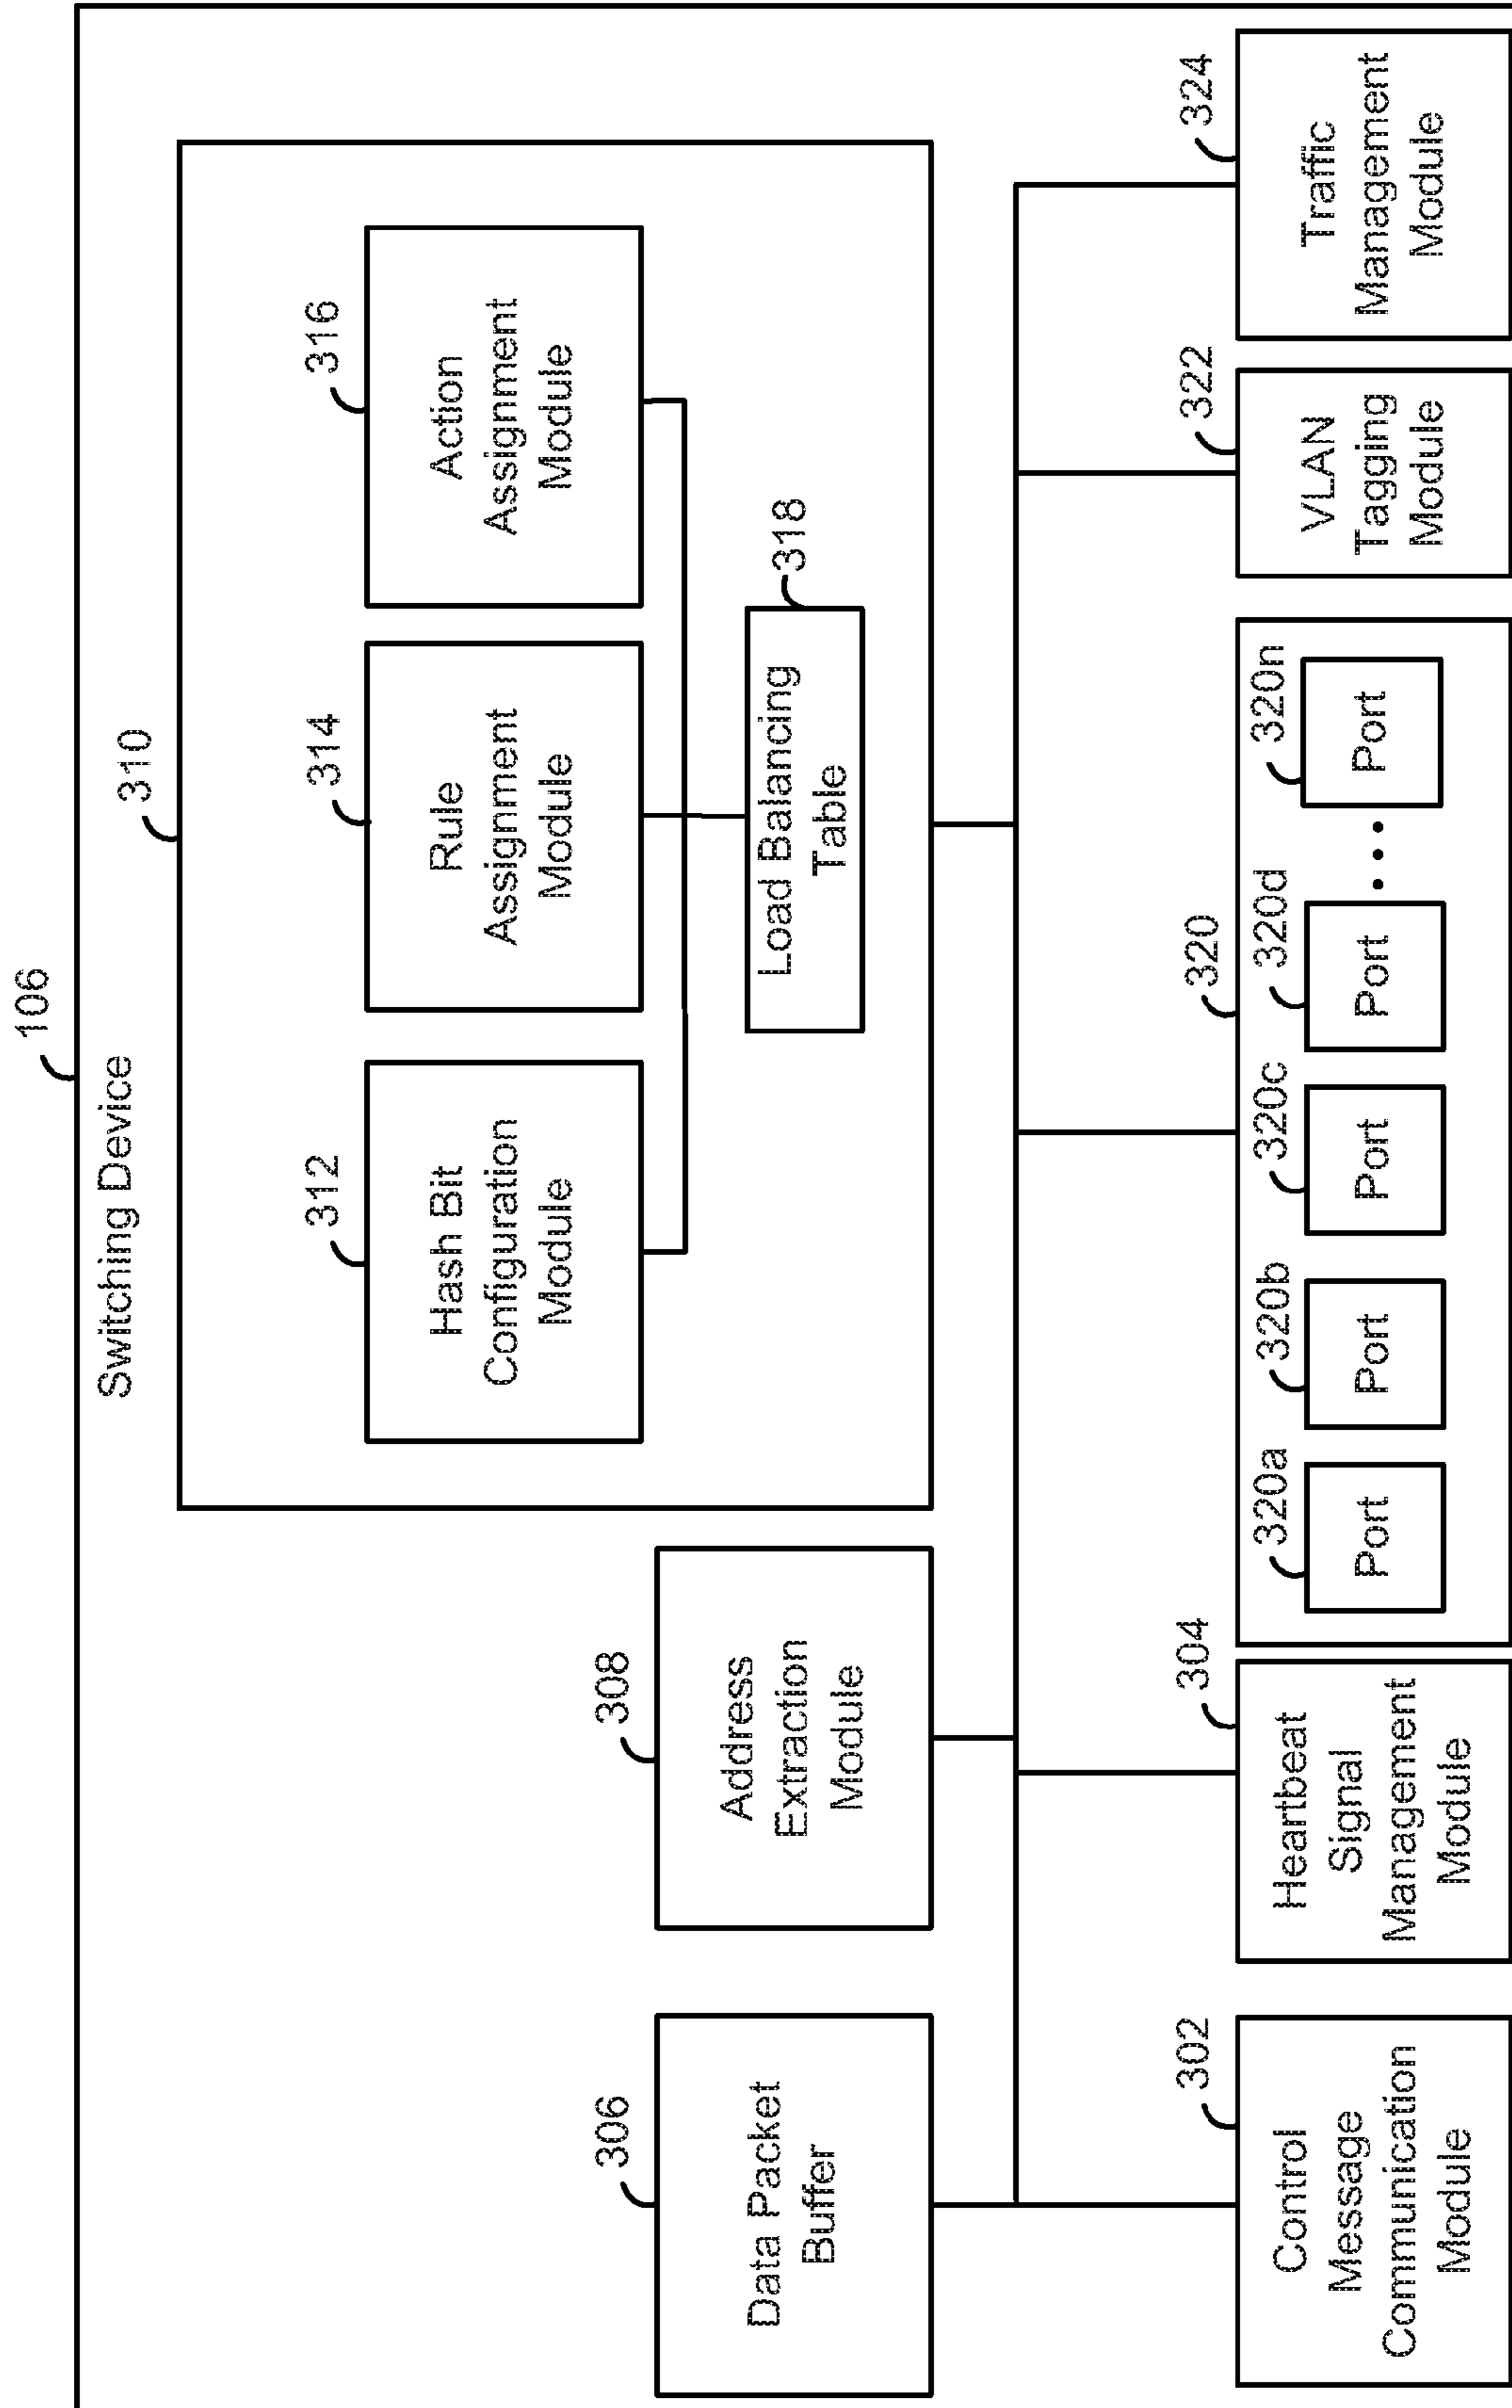 106
Switching Device
310
312
Hash Bit
Configuration
Module
314
Rule
Assignment
Module
316
Action
Assignment
Module
318
Load Balancing
Table
306
Data Packet
Buffer
308
Address
Extraction
Module
302
Control
Message
Communication
Module
304
Heartbeat
Signal
Management
Module
320
320a
Port
320b
Port
320c
Port
320d
Port
• • •
320n
Port
322
VLAN
Tagging
Module
324
Traffic
Management
Module